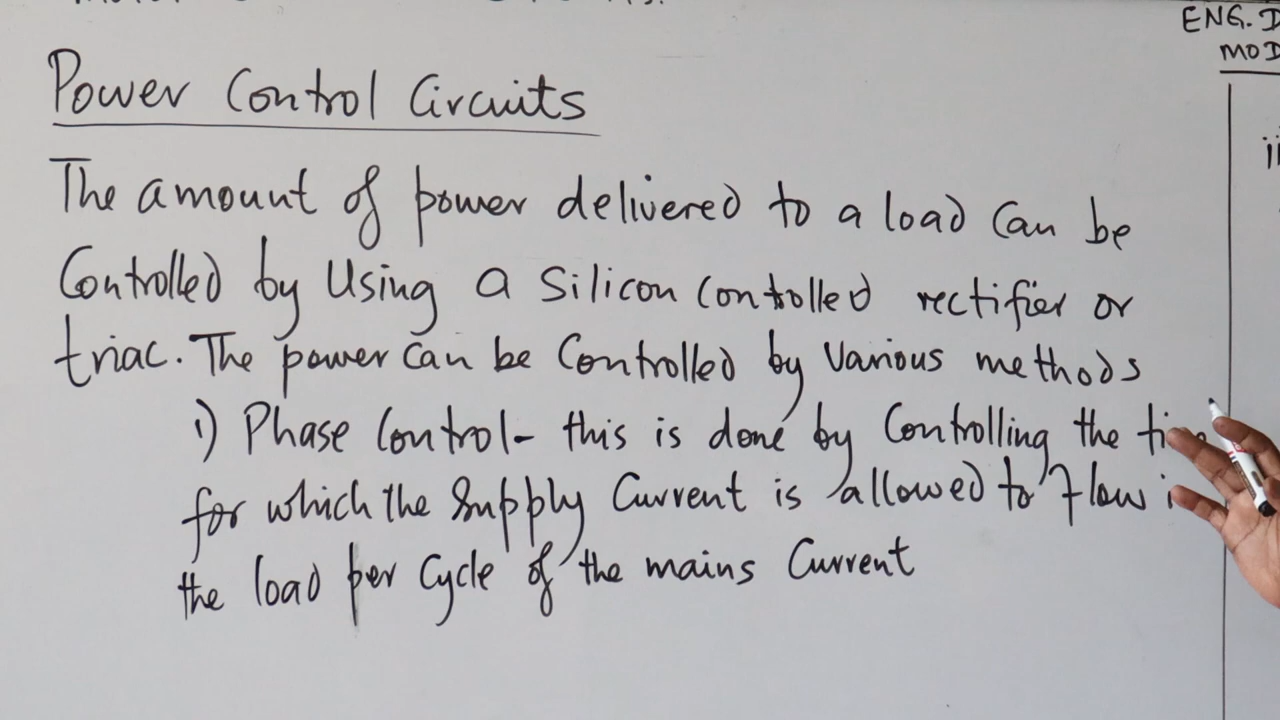 ENG. D
MOD
Power Control Circuits
The amount of power delivered to a load can be
Controlled by Using a Silicon Controlled rectifier or
triac. The power can be Controlled by Various methods
i) Phase Control- this is done by Controlling the
for which the Supply Current is allowed to Flow
the load per Cycle of the mains Current